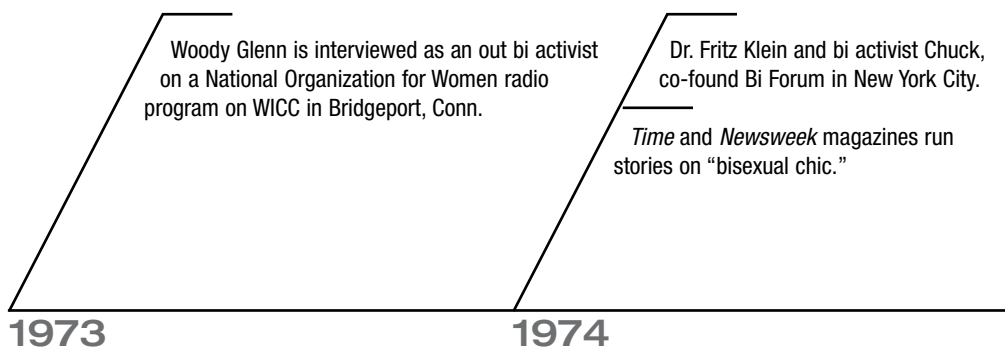 Woody Glenn is interviewed as an out bi activist
on a National Organization for Women radio
program on WICC in Bridgeport, Conn.
Dr. Fritz Klein and bi activist Chuck,
co-found Bi Forum in New York City.
Time and Newsweek magazines run
stories on “bisexual chic.”
1973
1974